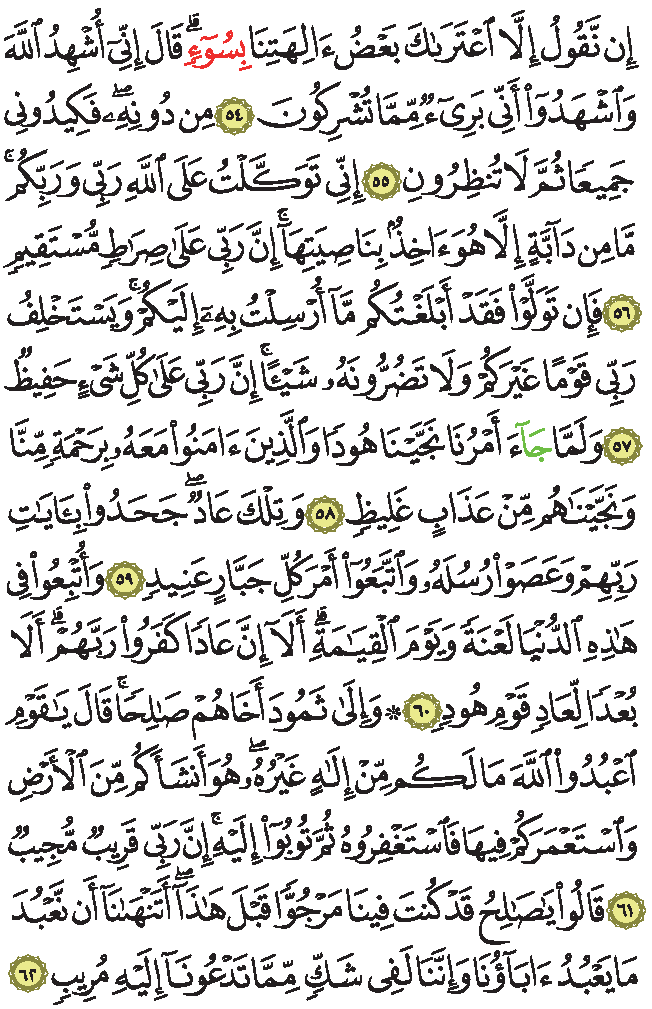 إِن نَّقُولُ إِلَّا ٱعْتَرَىٰكَ بَعْضُ ءَالِهَتِنَا بِسُوٓءٍۗ قَالَ إِنِّىٓ أُشْهِدُ ٱللَّهَ
وَٱشْهَدُوٓا۟ أَنِّى بَرِىٓءٌ مِّمَّا تُشْرِكُونَ ٥٤ مِن دُونِهِۦۖ فَكِيدُونِى
جَمِيعًا ثُمَّ لَا تُنظِرُونِ ٥٥ إِنِّى تَوَكَّلْتُ عَلَى ٱللَّهِ رَبِّى وَرَبِّكُمۚ
مَّا مِن دَآبَّةٍ إِلَّا هُوَ ءَاخِذٌۢ بِنَاصِيَتِهَآۚ إِنَّ رَبِّى عَلَىٰ صِرَٰطٍ مُّسْتَقِيمٍ
٥٦ فَإِن تَوَلَّوْا۟ فَقَدْ أَبْلَغْتُكُم مَّآ أُرْسِلْتُ بِهِۦٓ إِلَيْكُمْۚ وَيَسْتَخْلِفُ
رَبِّى قَوْمًا غَيْرَكُمْ وَلَا تَضُرُّونَهُۥ شَيْـًٔاۚ إِنَّ رَبِّى عَلَىٰ كُلِّ شَىْءٍ حَفِيظٌ
٥٧ وَلَمَّا جَآءَ أَمْرُنَا نَجَّيْنَا هُودًا وَٱلَّذِينَ ءَامَنُوا۟ مَعَهُۥ بِرَحْمَةٍ مِّنَّا
وَنَجَّيْنَٰهُم مِّنْ عَذَابٍ غَلِيظٍ ٥٨ وَتِلْكَ عَادٌۖ جَحَدُوا۟ بِـَٔايَٰتِ
رَبِّهِمْ وَعَصَوْا۟ رُسُلَهُۥ وَٱتَّبَعُوٓا۟ أَمْرَ كُلِّ جَبَّارٍ عَنِيدٍ ٥٩ وَأُتْبِعُوا۟ فِى
هَٰذِهِ ٱلدُّنْيَا لَعْنَةً وَيَوْمَ ٱلْقِيَٰمَةِۗ أَلَآ إِنَّ عَادًا كَفَرُوا۟ رَبَّهُمْۗ أَلَا
بُعْدًا لِّعَادٍ قَوْمِ هُودٍ ٦٠ ۞ وَإِلَىٰ ثَمُودَ أَخَاهُمْ صَٰلِحًاۚ قَالَ يَٰقَوْمِ
ٱعْبُدُوا۟ ٱللَّهَ مَا لَكُم مِّنْ إِلَٰهٍ غَيْرُهُۥۖ هُوَ أَنشَأَكُم مِّنَ ٱلْأَرْضِ
وَٱسْتَعْمَرَكُمْ فِيهَا فَٱسْتَغْفِرُوهُ ثُمَّ تُوبُوٓا۟ إِلَيْهِۚ إِنَّ رَبِّى قَرِيبٌ مُّجِيبٌ
٦١ قَالُوا۟ يَٰصَٰلِحُ قَدْ كُنتَ فِينَا مَرْجُوًّا قَبْلَ هَٰذَآۖ أَتَنْهَىٰنَآ أَن نَّعْبُدَ
مَا يَعْبُدُ ءَابَآؤُنَا وَإِنَّنَا لَفِى شَكٍّ مِّمَّا تَدْعُونَآ إِلَيْهِ مُرِيبٍ ٦٢